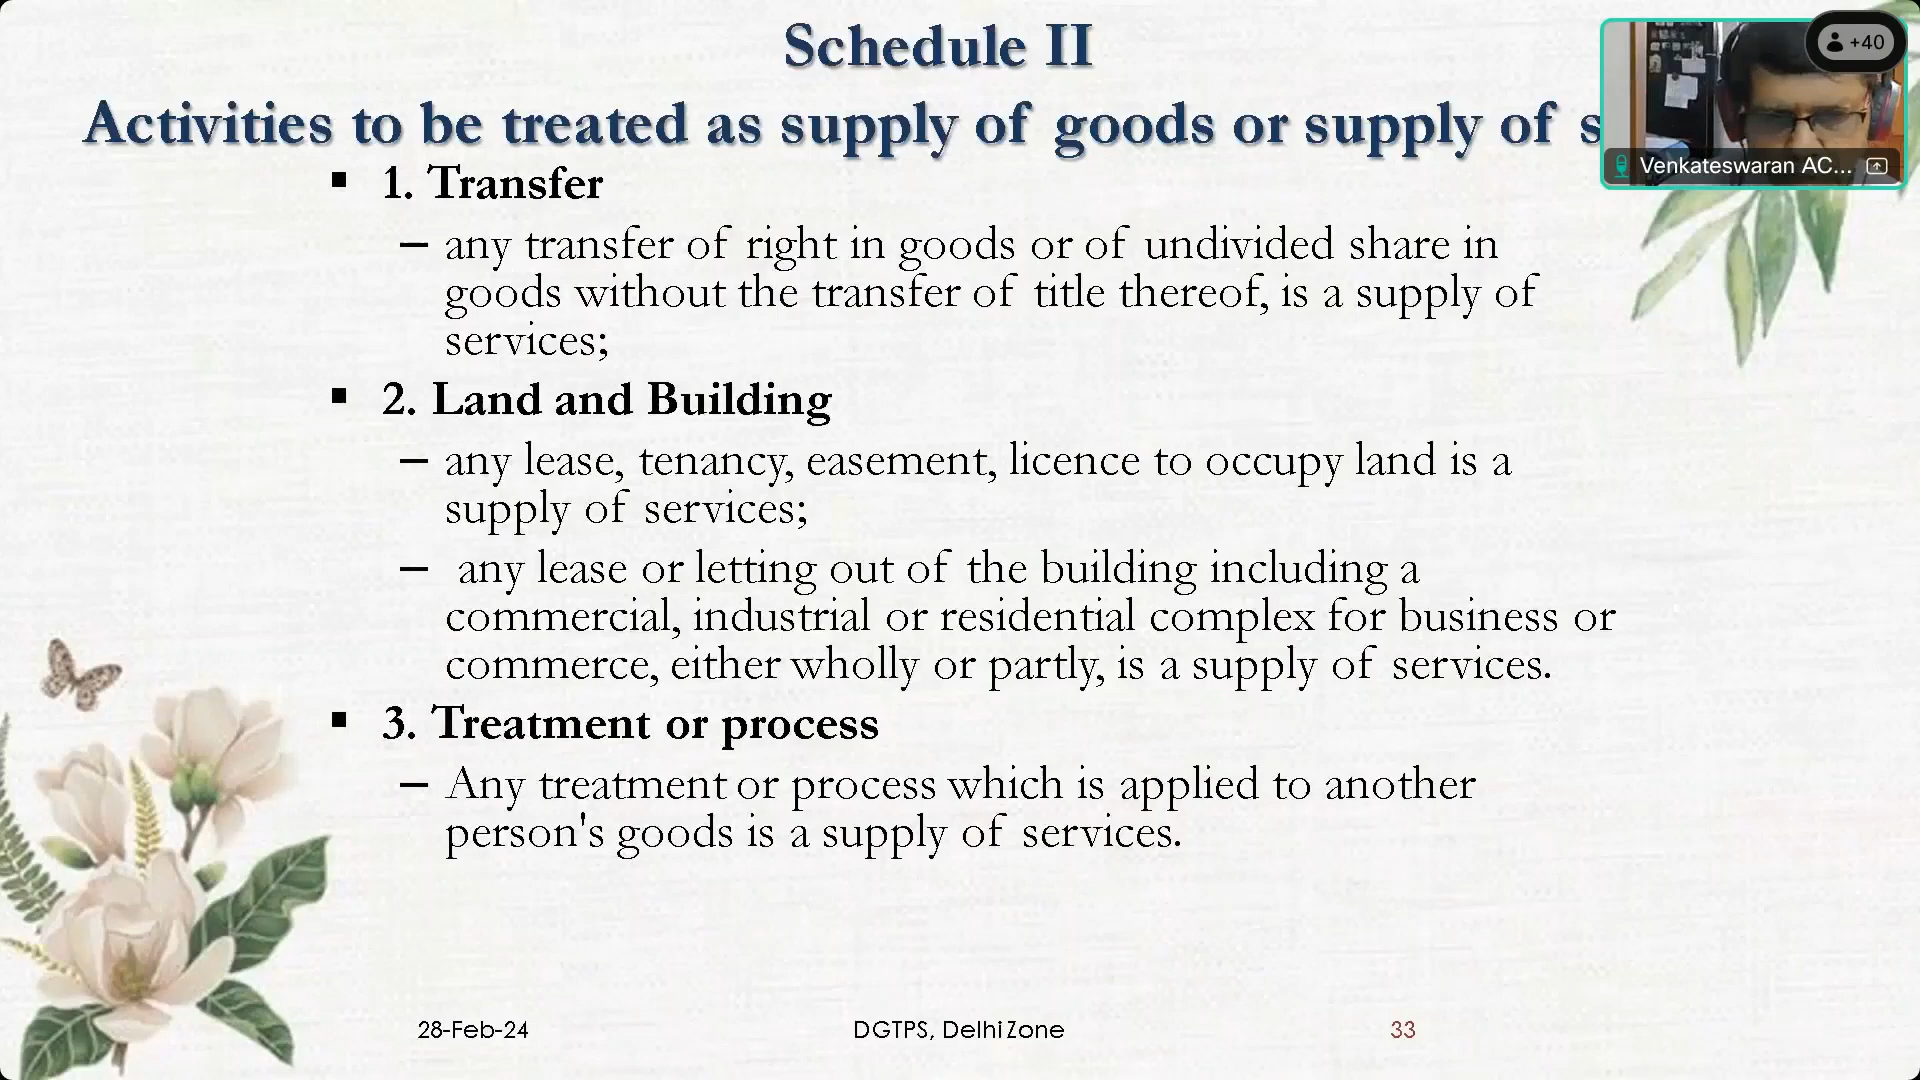 Schedule II
Activities to be treated as supply of goods or supply of s
+40
Venkateswaran AC...
▪ 1. Transfer
– any transfer of right in goods or of undivided share in
goods without the transfer of title thereof, is a supply of
services;
▪ 2. Land and Building
– any lease, tenancy, easement, licence to occupy land is a
supply of services;
– any lease or letting out of the building including a
commercial, industrial or residential complex for business or
commerce, either wholly or partly, is a supply of services.
▪ 3. Treatment or process
– Any treatment or process which is applied to another
person's goods is a supply of services.
28-Feb-24
DGTPS, Delhi Zone
33